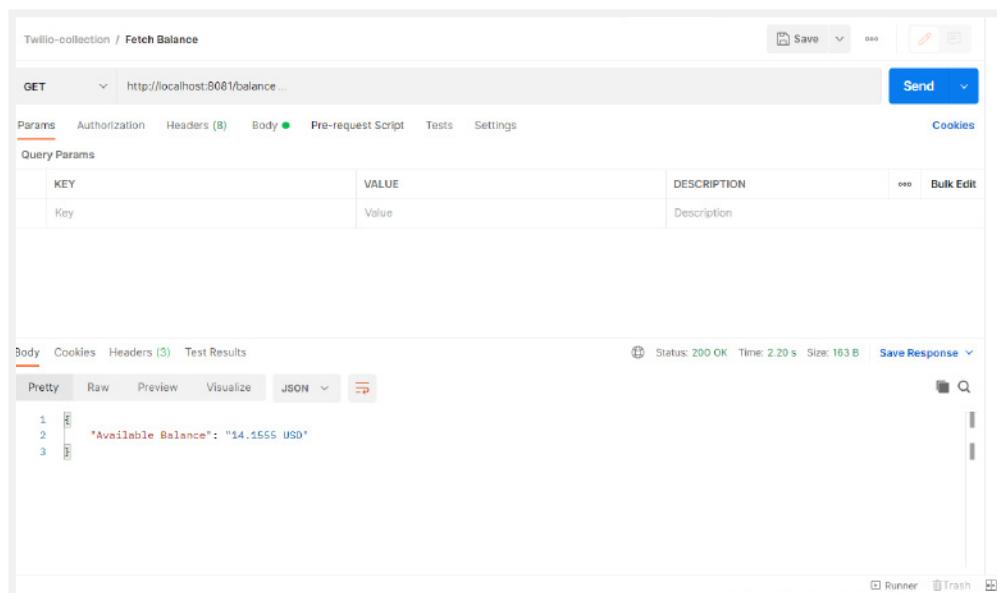 Twilio-collection / Fetch Balance
Save
GET http://localhost:8081/balance... Send
Params Authorization Headers (8) Body Pre-request Script Tests Settings Cookies
Query Params
KEY VALUE DESCRIPTION ooo Bulk Edit
Key Value Description
Body Cookies Headers (3) Test Results Status: 200 OK Time: 2.20 s Size: 163 B Save Response
Pretty Raw Preview Visualize JSON
1 {
2 "Available Balance": "14.1555 USD"
3 }
Runner Trash